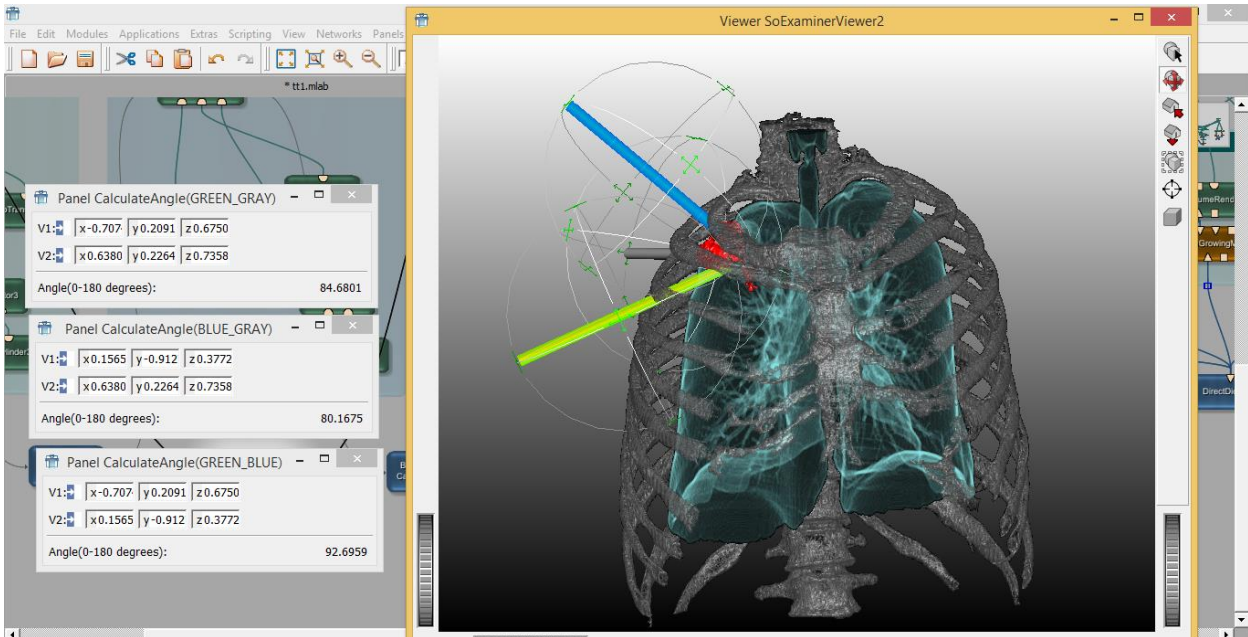 Viewer SoExaminerViewer2
File Edit Modules Applications Extras Scripting View Networks Panels
* tt1.mlab
Panel CalculateAngle(GREEN_GRAY)
V1: x-0.707 y0.2091 z0.6750
V2: x0.6380 y0.2264 z0.7358
Angle(0-180 degrees): 84.6801
Panel CalculateAngle(BLUE_GRAY)
V1: x0.1565 y-0.912 z0.3772
V2: x0.6380 y0.2264 z0.7358
Angle(0-180 degrees): 80.1675
Panel CalculateAngle(GREEN_BLUE)
V1: x-0.707 y0.2091 z0.6750
V2: x0.1565 y-0.912 z0.3772
Angle(0-180 degrees): 92.6959
umeRend
GrowingM
DirectDi